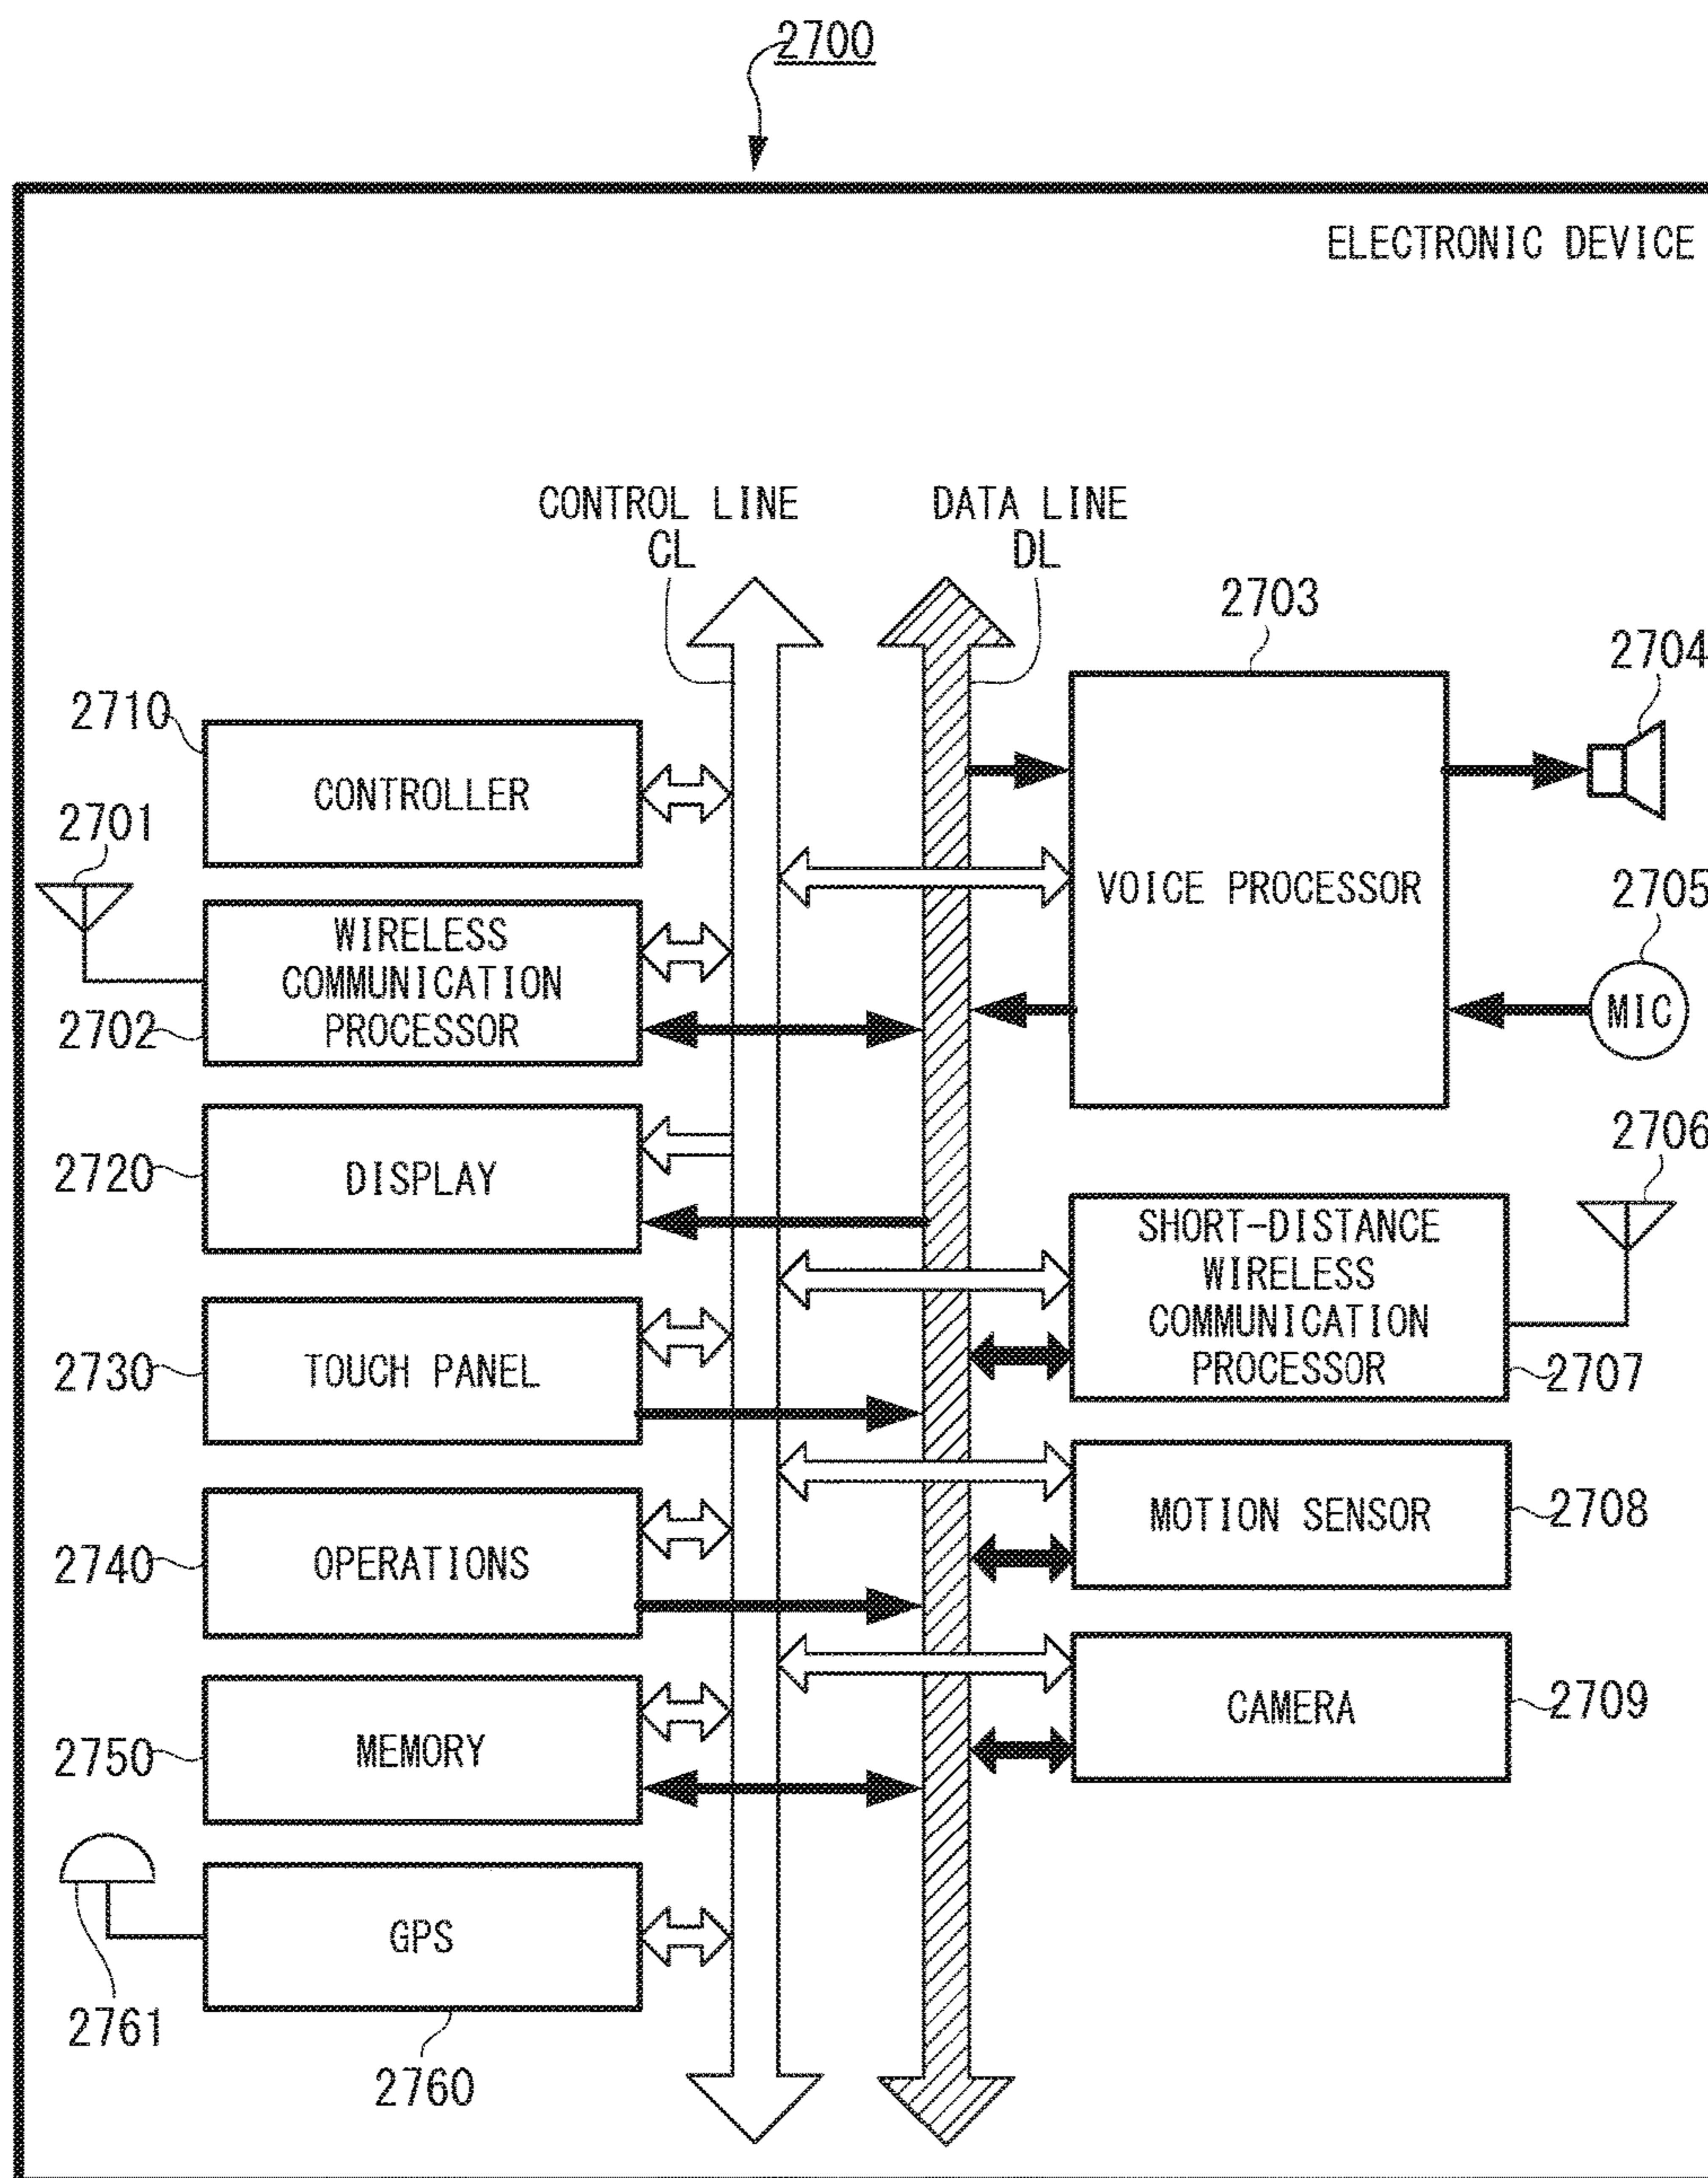 2700
ELECTRONIC DEVICE
CONTROL LINE
CL
DATA LINE
DL
2703
2704
2710
CONTROLLER
2701
VOICE PROCESSOR
2705
MIC
WIRELESS
COMMUNICATION
PROCESSOR
2702
2706
DISPLAY
2720
SHORT-DISTANCE
WIRELESS
COMMUNICATION
PROCESSOR
2707
TOUCH PANEL
2730
MOTION SENSOR
2708
OPERATIONS
2740
CAMERA
2709
MEMORY
2750
GPS
2761
2760